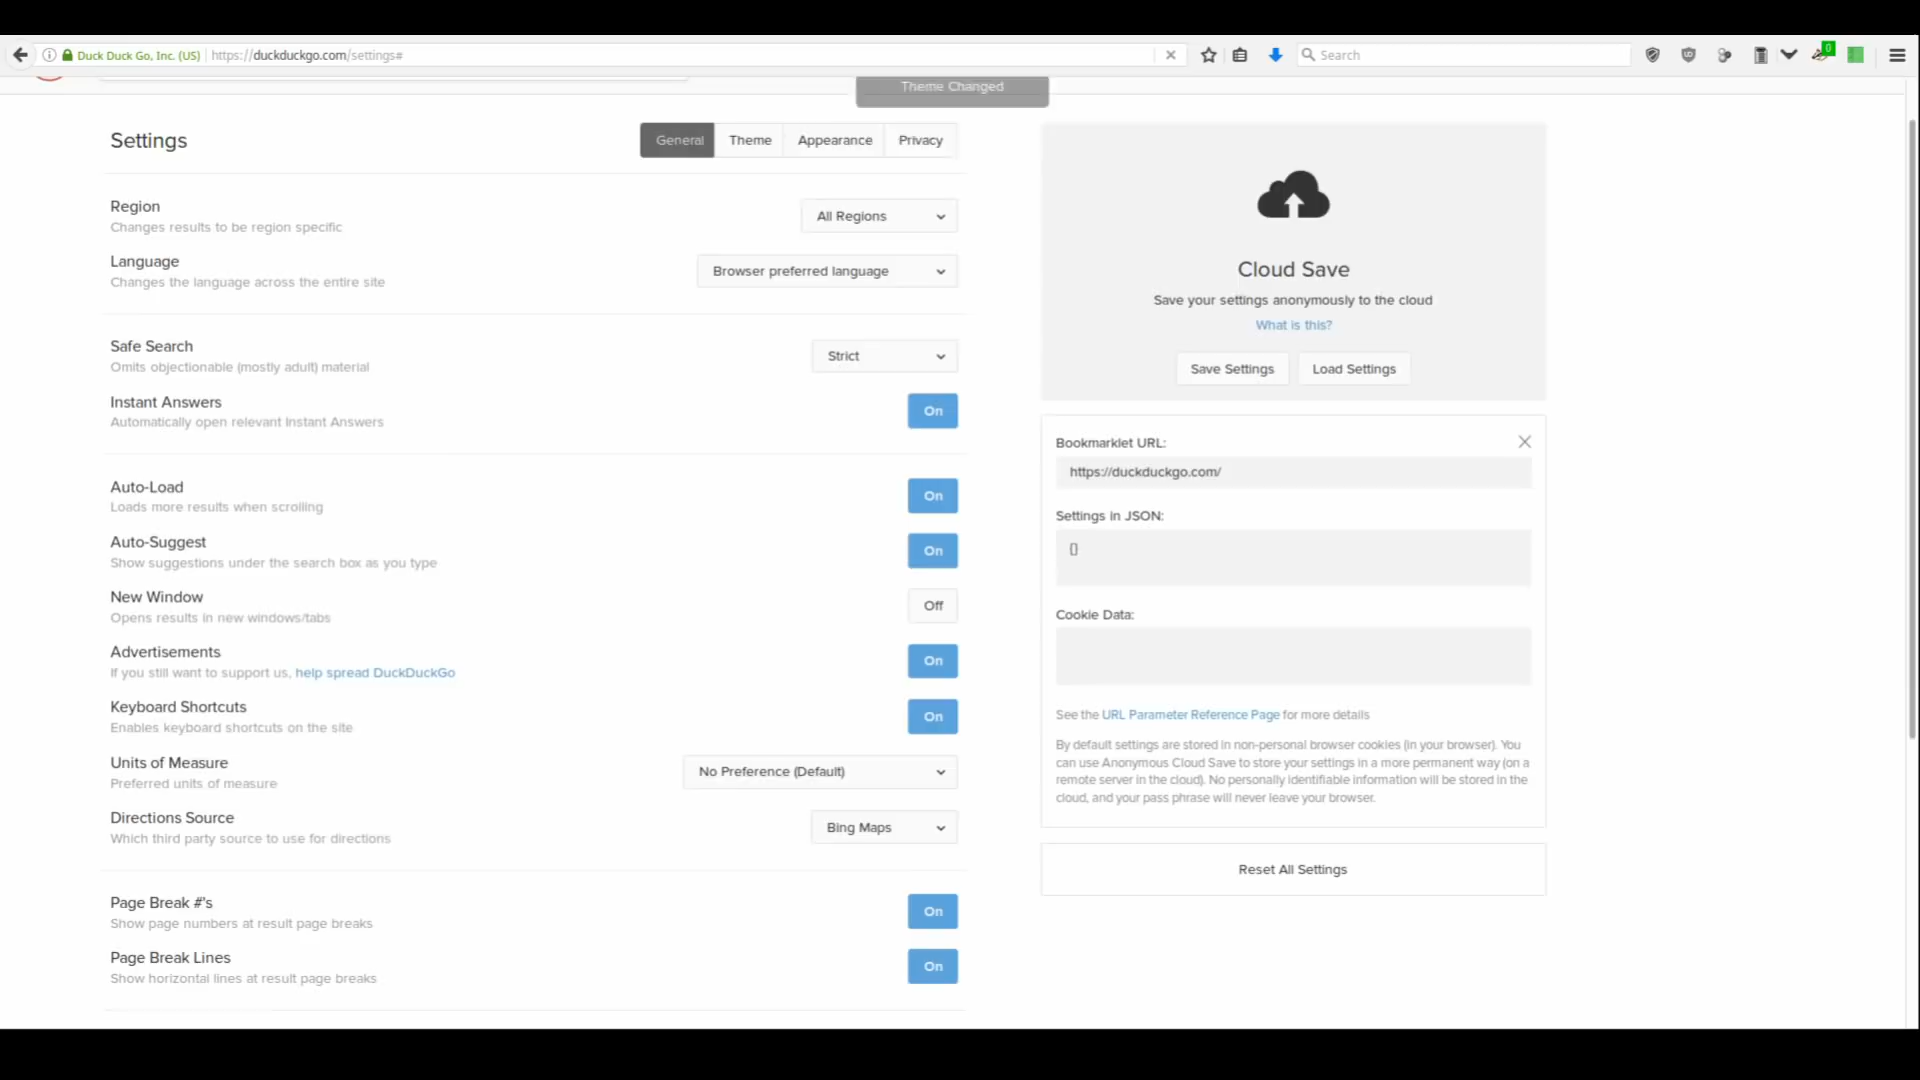 Duck Duck Go, Inc. (US) https://duckduckgo.com/settings# Search 0
Theme Changed
Settings General Theme Appearance Privacy
Region
Changes results to be region specific
All Regions
Language
Changes the language across the entire site
Browser preferred language
Safe Search
Omits objectionable (mostly adult) material
Strict
Instant Answers
Automatically open relevant Instant Answers
On
Auto-Load
Loads more results when scrolling
On
Auto-Suggest
Show suggestions under the search box as you type
On
New Window
Opens results in new windows/tabs
Off
Advertisements
If you still want to support us, help spread DuckDuckGo
On
Keyboard Shortcuts
Enables keyboard shortcuts on the site
On
Units of Measure
Preferred units of measure
No Preference (Default)
Directions Source
Which third party source to use for directions
Bing Maps
Page Break #'s
Show page numbers at result page breaks
On
Page Break Lines
Show horizontal lines at result page breaks
On
Cloud Save
Save your settings anonymously to the cloud
What is this?
Save Settings Load Settings
Bookmarklet URL:
https://duckduckgo.com/
Settings in JSON:
{}
Cookie Data:
See the URL Parameter Reference Page for more details
By default settings are stored in non-personal browser cookies (in your browser). You
can use Anonymous Cloud Save to store your settings in a more permanent way (on a
remote server in the cloud). No personally identifiable information will be stored in the
cloud, and your pass phrase will never leave your browser.
Reset All Settings